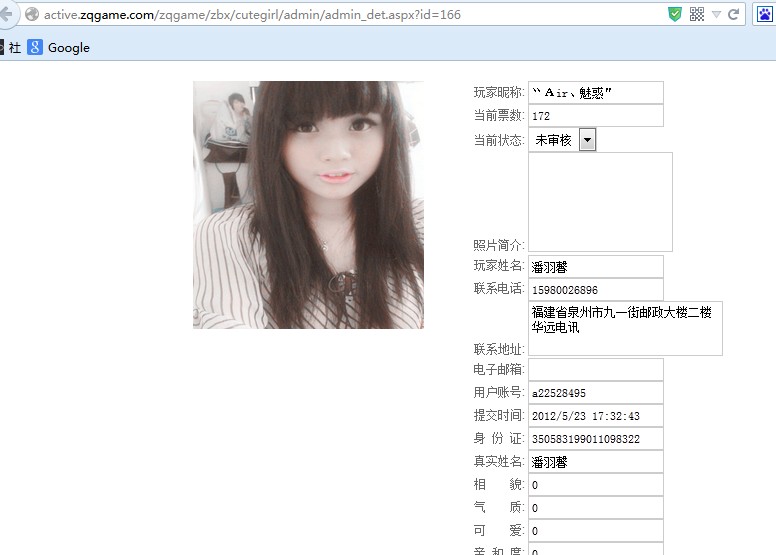 active.zqgame.com/zqgame/zbx/cutegirl/admin/admin_det.aspx?id=166
社 Google
玩家昵称: ``Air、魅惑"
当前票数: 172
当前状态: 未审核
照片简介:
玩家姓名: 潘羽馨
联系电话: 15980026896
联系地址: 福建省泉州市九一街邮政大楼二楼
华远电讯
电子邮箱:
用户账号: a22528495
提交时间: 2012/5/23 17:32:43
身 份 证: 350583199011098322
真实姓名: 潘羽馨
相 貌: 0
气 质: 0
可 爱: 0
亲 和 度: 0